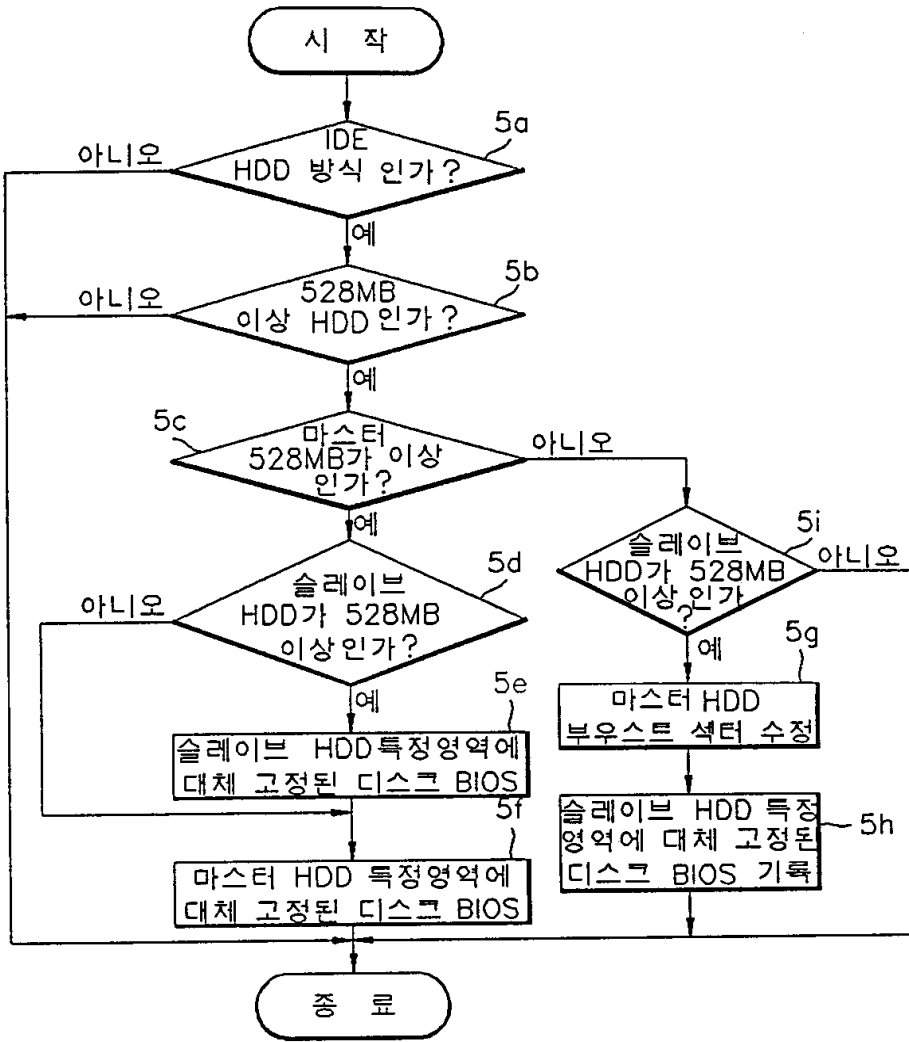 시 작
5a
IDE
HDD 방식 인가?
아니오
예
5b
528MB
이상 HDD 인가?
아니오
예
5c
마스터
528MB가 이상
인가?
아니오
예
5d
슬레이브
HDD가 528MB
이상인가?
아니오
예
5i
슬레이브
HDD가 528MB
이상 인가
?
아니오
예
5e
슬레이브 HDD특정영역에
대체 고정된 디스크 BIOS
5f
마스터 HDD 특정영역에
대체 고정된 디스크 BIOS
5g
마스터 HDD
부우스트 섹터 수정
5h
슬레이브 HDD 특정
영역에 대체 고정된
디스크 BIOS 기록
종 료